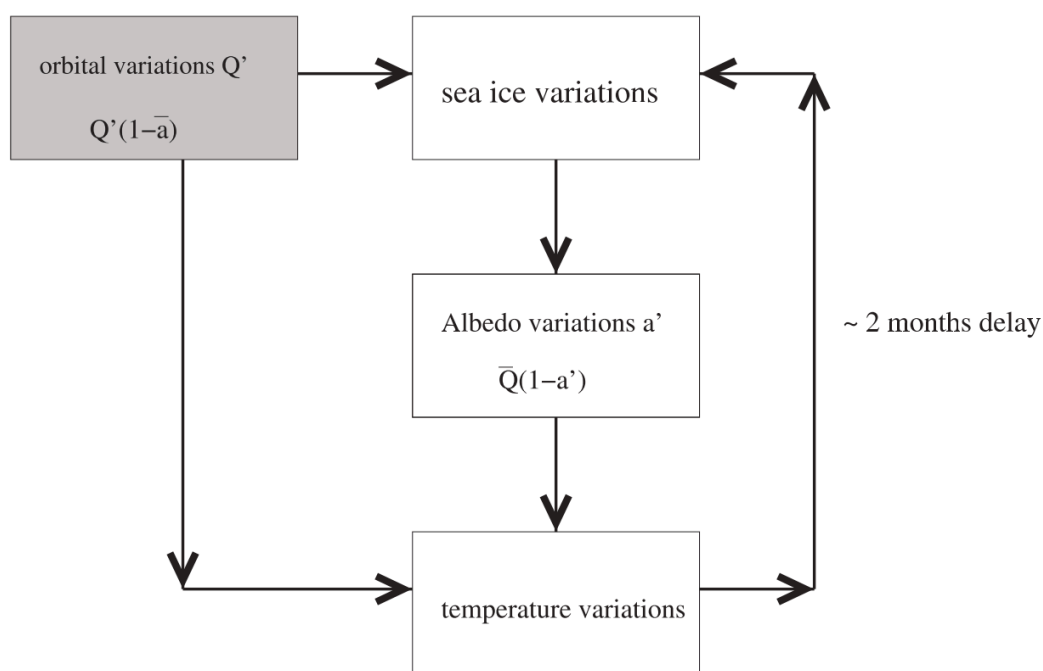 orbital variations Q’
Q’(1−a̅)
sea ice variations
Albedo variations a’
Q̅(1−a’)
~ 2 months delay
temperature variations